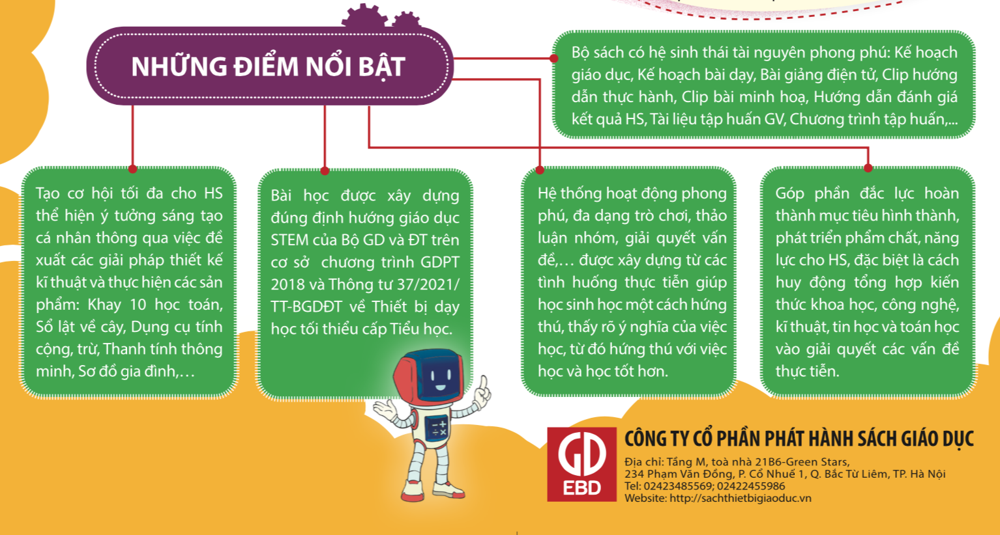 NHỮNG ĐIỂM NỔI BẬT
Bộ sách có hệ sinh thái tài nguyên phong phú: Kế hoạch
giáo dục, Kế hoạch bài dạy, Bài giảng điện tử, Clip hướng
dẫn thực hành, Clip bài minh hoạ, Hướng dẫn đánh giá
kết quả HS, Tài liệu tập huấn GV, Chương trình tập huấn,...
Tạo cơ hội tối đa cho HS
thể hiện ý tưởng sáng tạo
cá nhân thông qua việc đề
xuất các giải pháp thiết kế
kĩ thuật và thực hiện các sản
phẩm: Khay 10 học toán,
Sổ lật về cây, Dụng cụ tính
cộng, trừ, Thanh tính thông
minh, Sơ đồ gia đình,...
Bài học được xây dựng
đúng định hướng giáo dục
STEM của Bộ GD và ĐT trên
cơ sở chương trình GDPT
2018 và Thông tư 37/2021/
TT-BGDĐT về Thiết bị dạy
học tối thiểu cấp Tiểu học.
Hệ thống hoạt động phong
phú, đa dạng trò chơi, thảo
luận nhóm, giải quyết vấn
đề,... được xây dựng từ các
tình huống thực tiễn giúp
học sinh học một cách hứng
thú, thấy rõ ý nghĩa của việc
học, từ đó hứng thú với việc
học và học tốt hơn.
Góp phần đắc lực hoàn
thành mục tiêu hình thành,
phát triển phẩm chất, năng
lực cho HS, đặc biệt là cách
huy động tổng hợp kiến
thức khoa học, công nghệ,
kĩ thuật, tin học và toán học
vào giải quyết các vấn đề
thực tiễn.
GD
EBD
CÔNG TY CỔ PHẦN PHÁT HÀNH SÁCH GIÁO DỤC
Địa chỉ: Tầng M, toà nhà 21B6-Green Stars,
234 Phạm Văn Đồng, P. Cổ Nhuế 1, Q. Bắc Từ Liêm, TP. Hà Nội
Tel: 02423485569; 02422455986
Website: http://sachthietbigiaoduc.vn